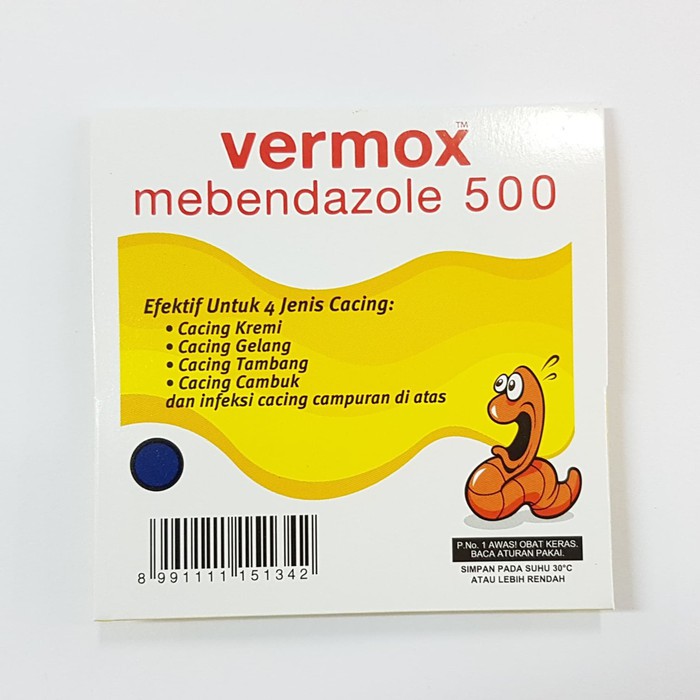 vermox™
mebendazole 500
Efektif Untuk 4 Jenis Cacing:
• Cacing Kremi
• Cacing Gelang
• Cacing Tambang
• Cacing Cambuk
dan infeksi cacing campuran di atas
P.No. 1 AWAS! OBAT KERAS.
BACA ATURAN PAKAI.
SIMPAN PADA SUHU 30°C
ATAU LEBIH RENDAH
8 991111 151342